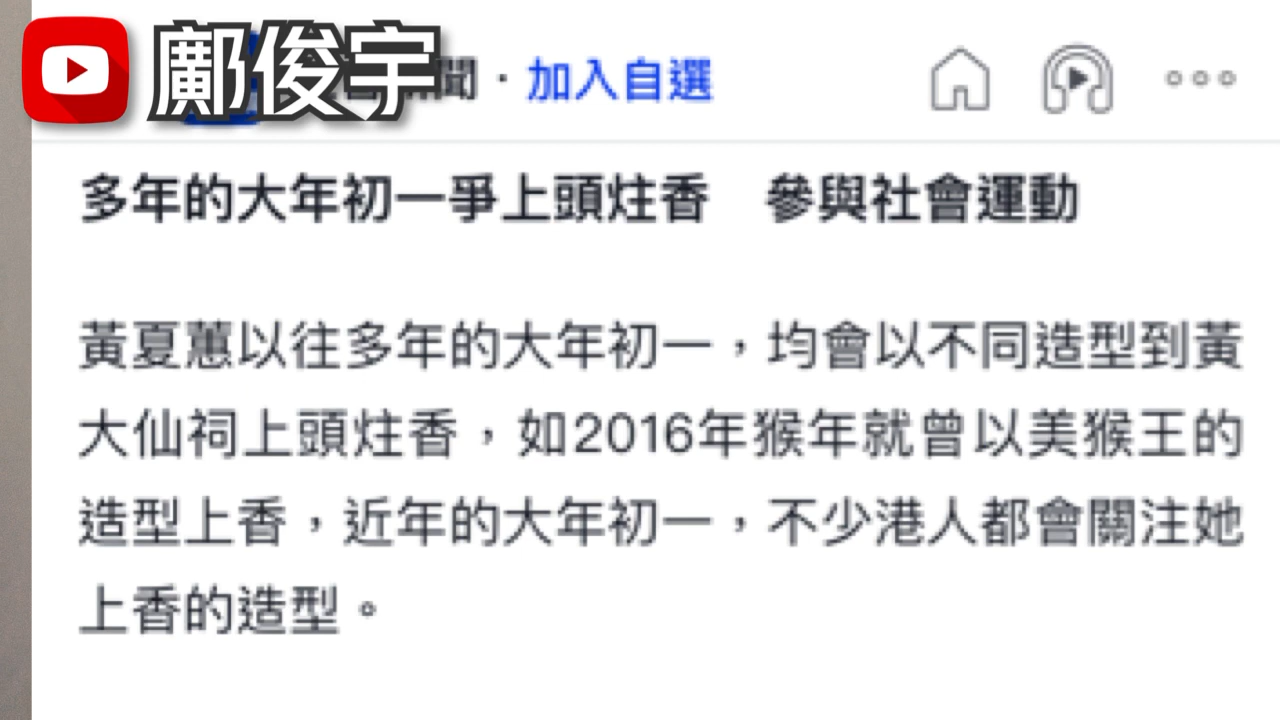 鄺俊宇
聞・加入自選
多年的大年初一爭上頭炷香 參與社會運動
黃夏蕙以往多年的大年初一，均會以不同造型到黃
大仙祠上頭炷香，如2016年猴年就曾以美猴王的
造型上香，近年的大年初一，不少港人都會關注她
上香的造型。